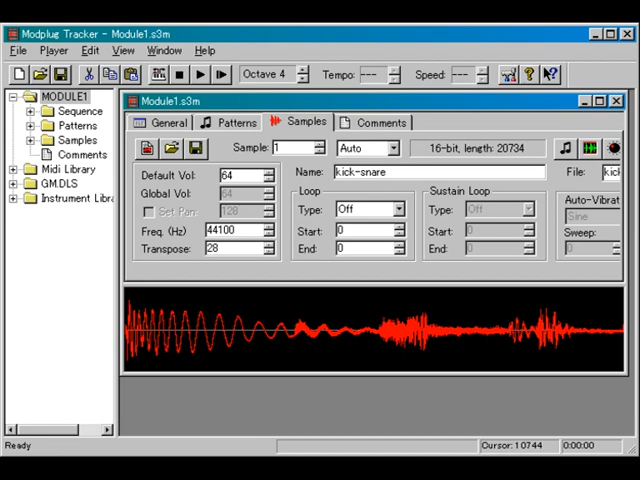 Modplug Tracker - Module1.s3m
File Player Edit View Window Help
Octave 4 Tempo: --- Speed: ---
MODULE1
Sequence
Patterns
Samples
Comments
Midi Library
GM.DLS
Instrument Libra
Module1.s3m
General Patterns Samples Comments
Sample: 1 Auto 16-bit, length: 20734
Default Vol: 64
Global Vol: 64
Set Pan: 128
Freq. (Hz) 44100
Transpose: 28
Name: kick-snare File: kick
Loop
Type: Off
Start: 0
End: 0
Sustain Loop
Type: Off
Start: 0
End: 0
Auto-Vibrat
Sine
Sweep:
0
Ready Cursor: 10744 0:00:00